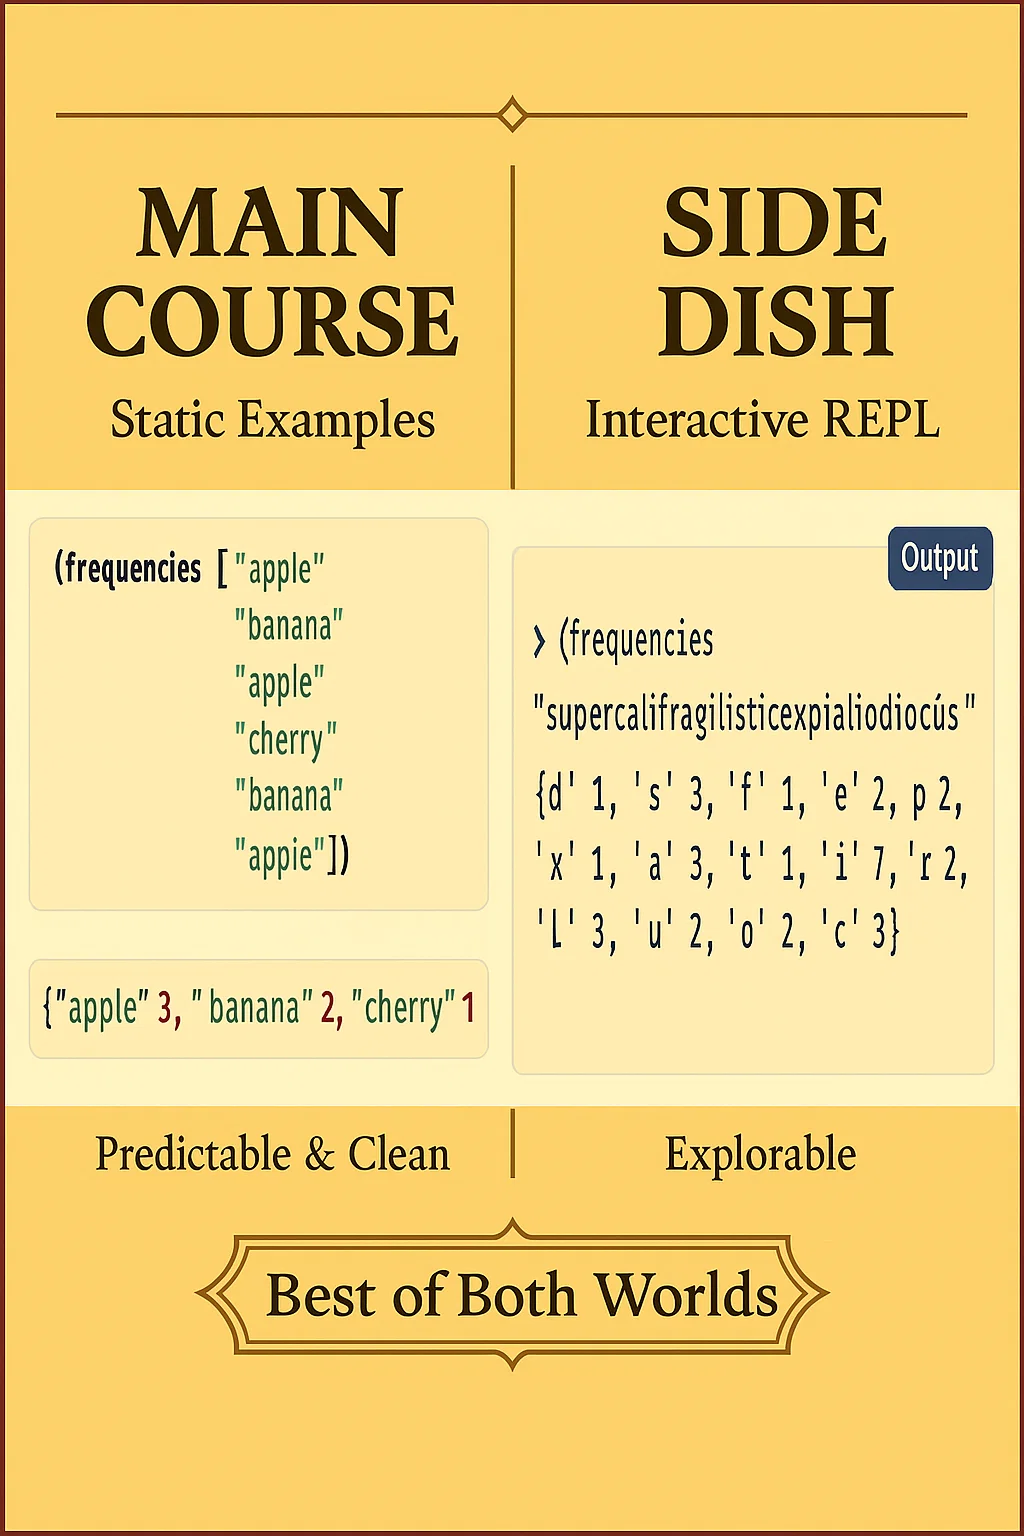 MAIN
COURSE
Static Examples
SIDE
DISH
Interactive REPL
(frequencies ["apple"
"banana"
"apple"
"cherry"
"banana"
"appie"])
{"apple" 3, "banana" 2, "cherry" 1
Output
❯ (frequencies
"supercalifragilisticexpialiodiocús"
{d' 1, 's' 3, 'f' 1, 'e' 2, p 2,
'x' 1, 'a' 3, 't' 1, 'i' 7, 'r 2,
'L' 3, 'u' 2, 'o' 2, 'c' 3}
Predictable & Clean
Explorable
Best of Both Worlds